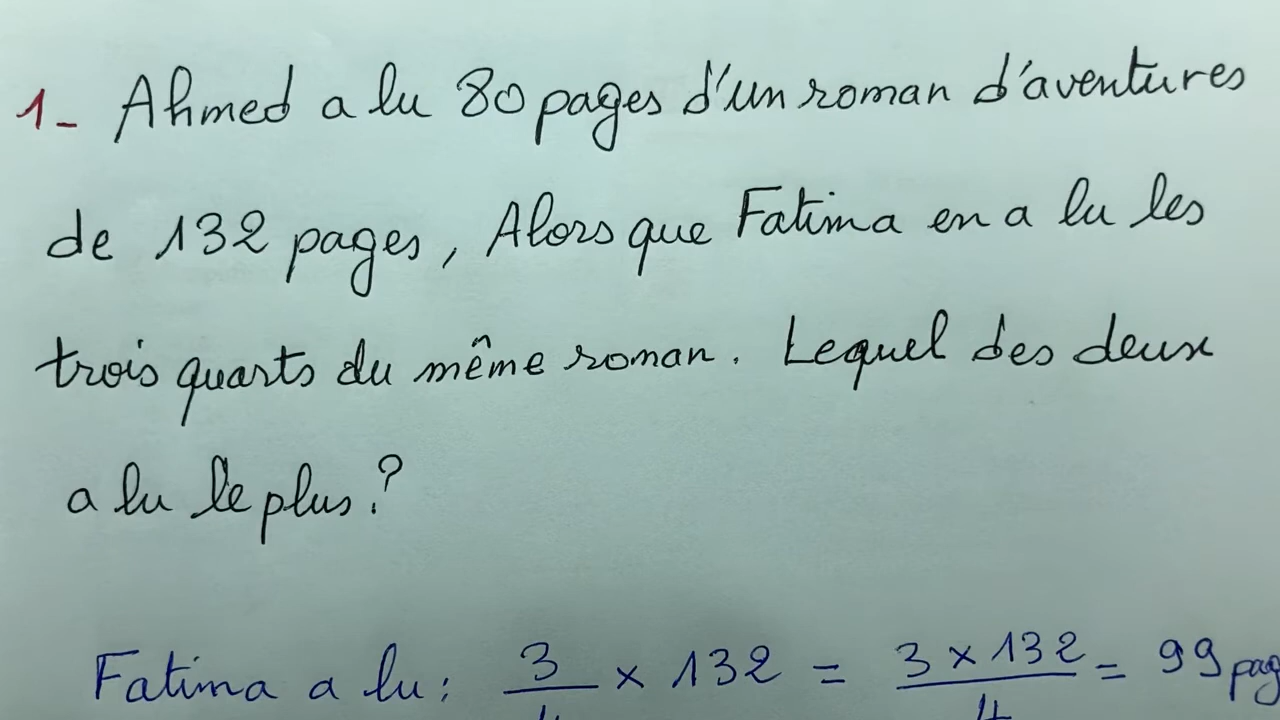 1- Ahmed a lu 80 pages d'un roman d'aventures
de 132 pages, Alors que Fatima en a lu les
trois quarts du même roman. Lequel des deux
a lu le plus ?
Fatima a lu : 3/4 × 132 = 3 × 132/4 = 99 pag